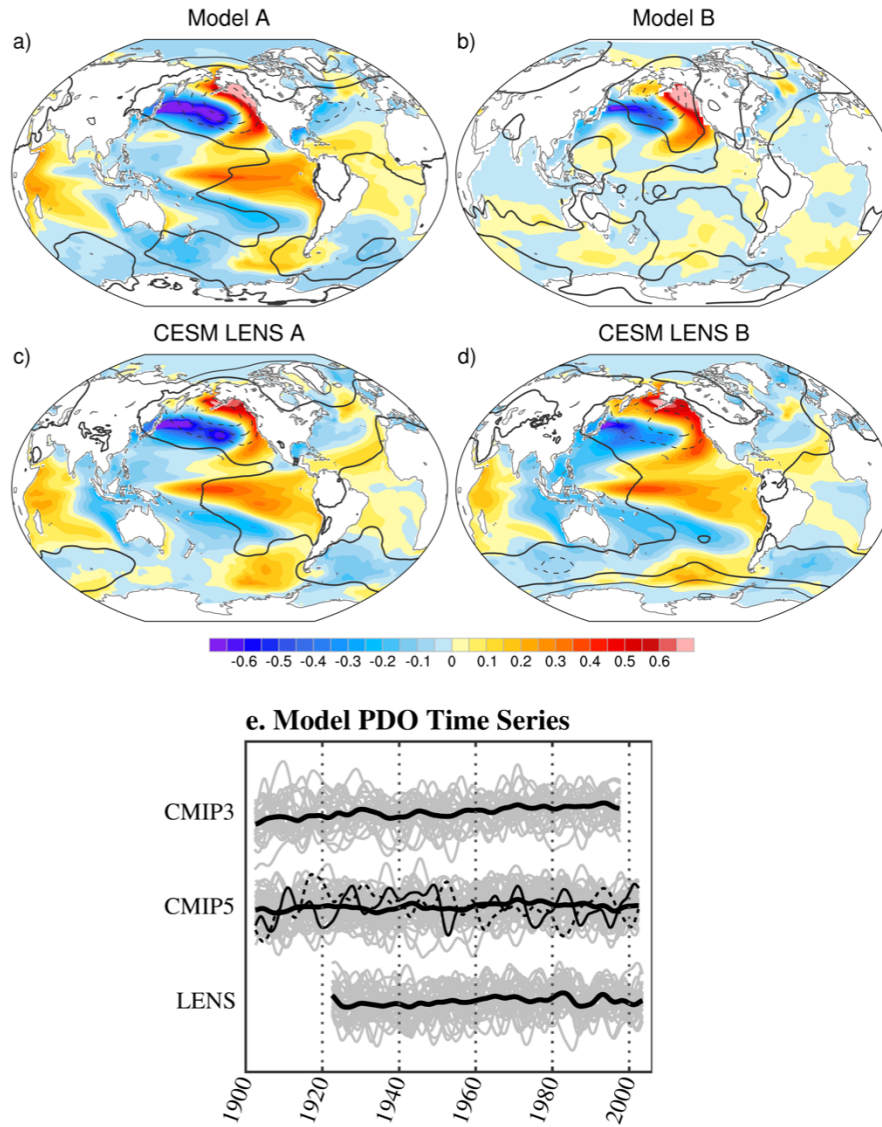 Model A
Model B
a)
b)
CESM LENS A
CESM LENS B
c)
d)
-0.6 -0.5 -0.4 -0.3 -0.2 -0.1 0 0.1 0.2 0.3 0.4 0.5 0.6
e. Model PDO Time Series
CMIP3
CMIP5
LENS
1900 1920 1940 1960 1980 2000